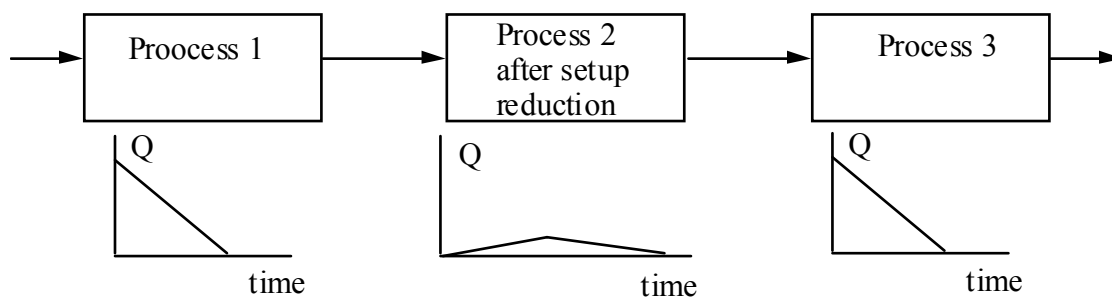 Proocess 1
Process 2
after setup
reduction
Process 3
Q
time
Q
time
Q
time